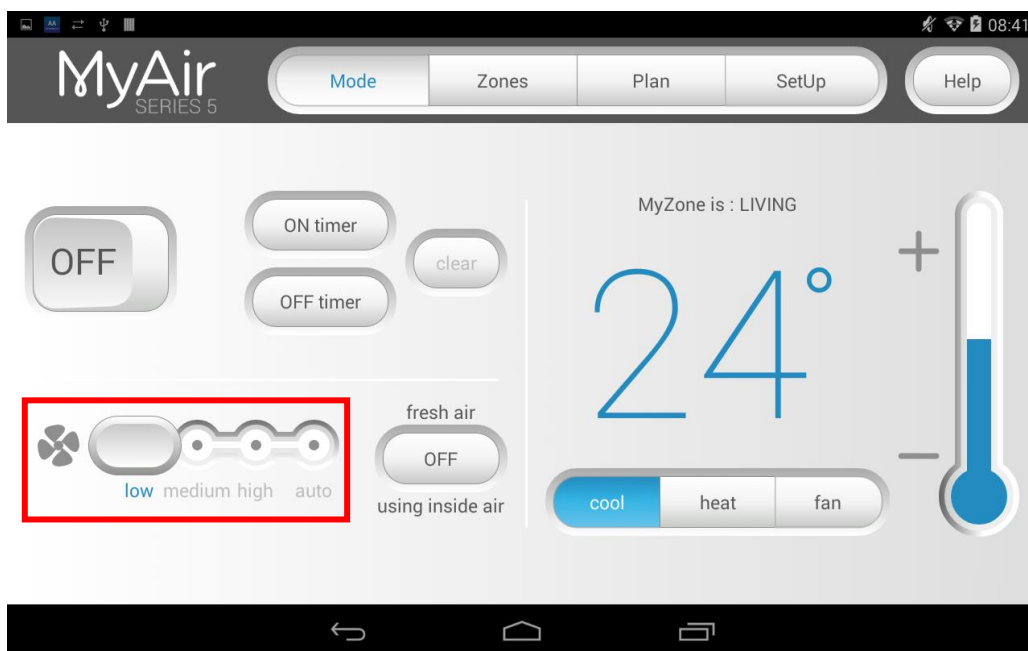 AA
08:41
MyAir
SERIES 5
Mode
Zones
Plan
SetUp
Help
OFF
ON timer
OFF timer
clear
low medium high auto
fresh air
OFF
using inside air
MyZone is : LIVING
24°
+
−
cool
heat
fan